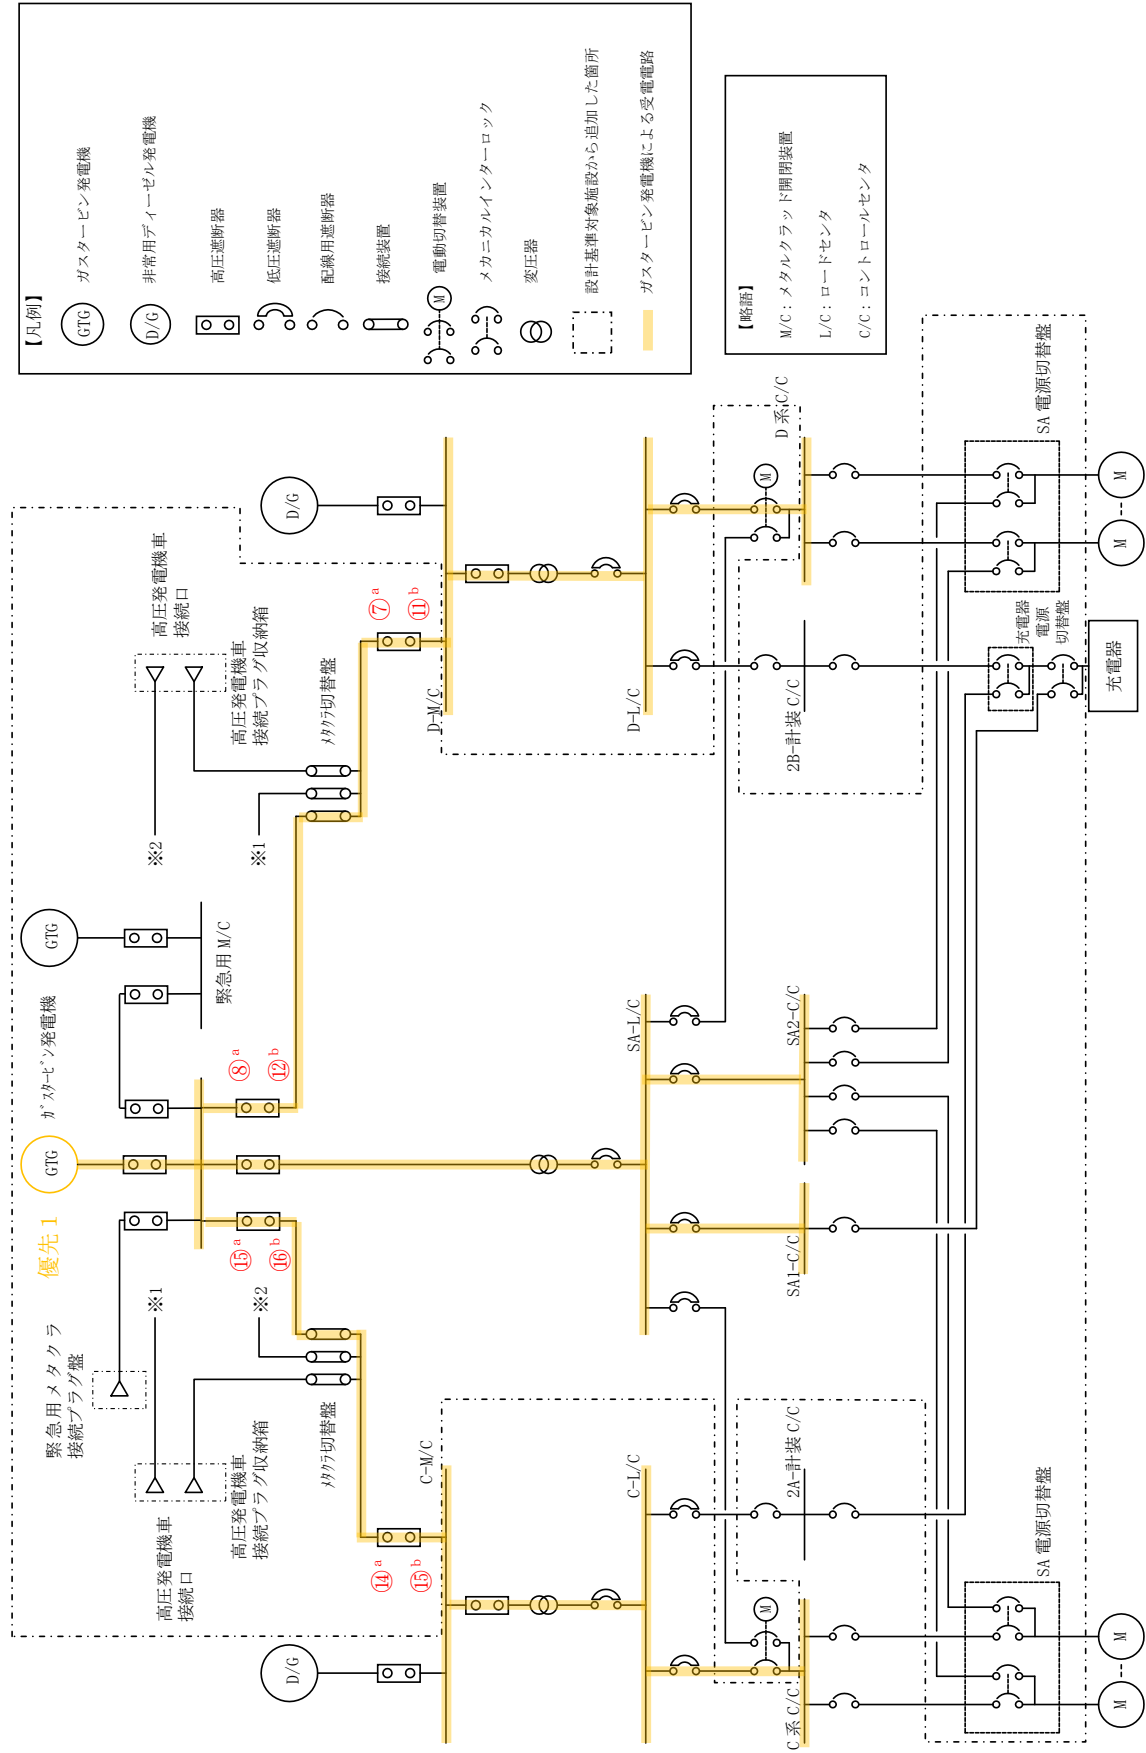 【凡例】
GTG
ガスタービン発電機
D/G
非常用ディーゼル発電機
高圧遮断器
低圧遮断器
配線用遮断器
接続装置
M
電動切替装置
メカニカルインターロック
変圧器
設計基準対象施設から追加した箇所
ガスタービン発電機による受電電路
【略語】
M/C：メタルクラッド開閉装置
L/C：ロードセンタ
C/C：コントロールセンタ
優先1
GTG
ｶﾞｽﾀｰﾋﾞﾝ発電機
GTG
緊急用M/C
緊急用メタクラ
接続プラグ盤
※1
※2
⑮a
⑯b
⑧a
⑫b
高圧発電機車
接続口
高圧発電機車
接続プラグ収納箱
ﾒﾀｸﾗ切替盤
⑭a
⑮b
D/G
C-M/C
C-L/C
M
C系C/C
2A-計装C/C
SA電源切替盤
M
M
高圧発電機車
接続口
高圧発電機車
接続プラグ収納箱
ﾒﾀｸﾗ切替盤
※2
※1
⑦a
⑪b
D/G
D-M/C
D-L/C
M
D系C/C
2B-計装C/C
SA-L/C
SA1-C/C
SA2-C/C
充電器
電源
切替盤
充電器
SA電源切替盤
M
M